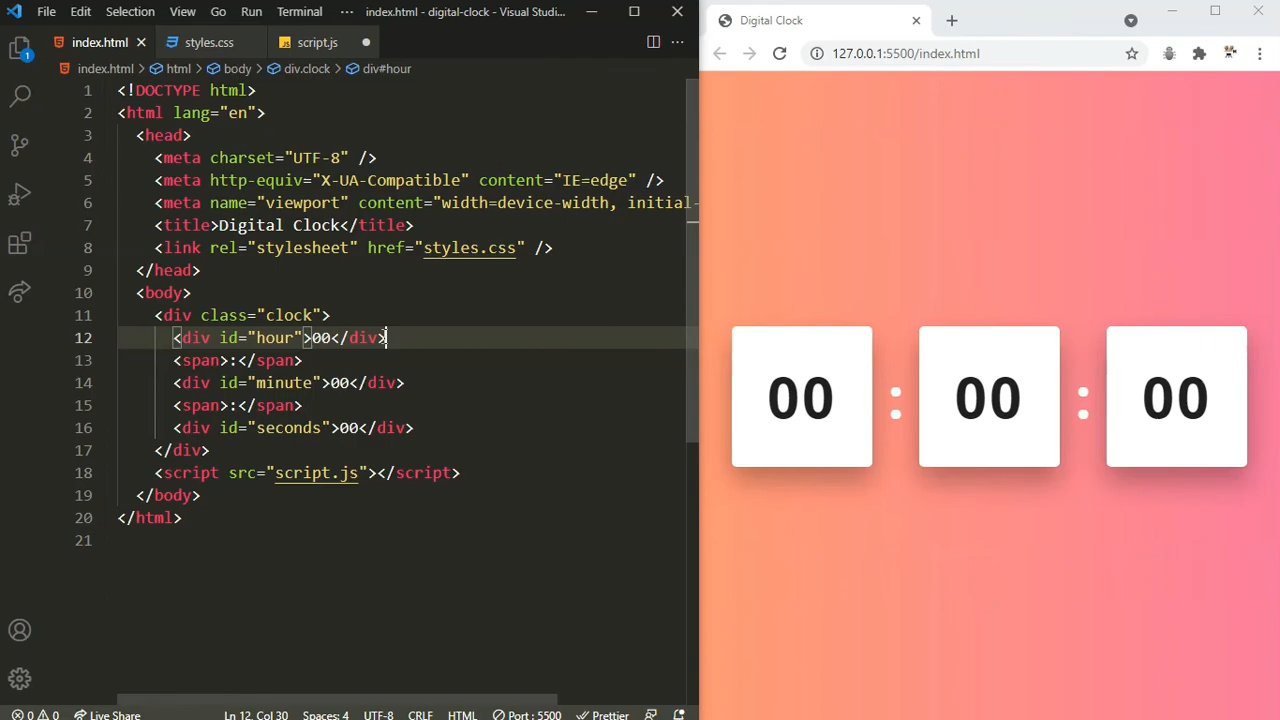 File Edit Selection View Go Run Terminal ··· index.html - digital-clock - Visual Studi...
index.html styles.css script.js
index.html > html > body > div.clock > div#hour
1 <!DOCTYPE html>
2 <html lang="en">
3 <head>
4 <meta charset="UTF-8" />
5 <meta http-equiv="X-UA-Compatible" content="IE=edge" />
6 <meta name="viewport" content="width=device-width, initial-
7 <title>Digital Clock</title>
8 <link rel="stylesheet" href="styles.css" />
9 </head>
10 <body>
11 <div class="clock">
12 <div id="hour">00</div>
13 <span>:</span>
14 <div id="minute">00</div>
15 <span>:</span>
16 <div id="seconds">00</div>
17 </div>
18 <script src="script.js"></script>
19 </body>
20 </html>
21
1
0 0 Live Share Ln 12, Col 30 Spaces: 4 UTF-8 CRLF HTML Port : 5500 Prettier
Digital Clock
127.0.0.1:5500/index.html
00 : 00 : 00